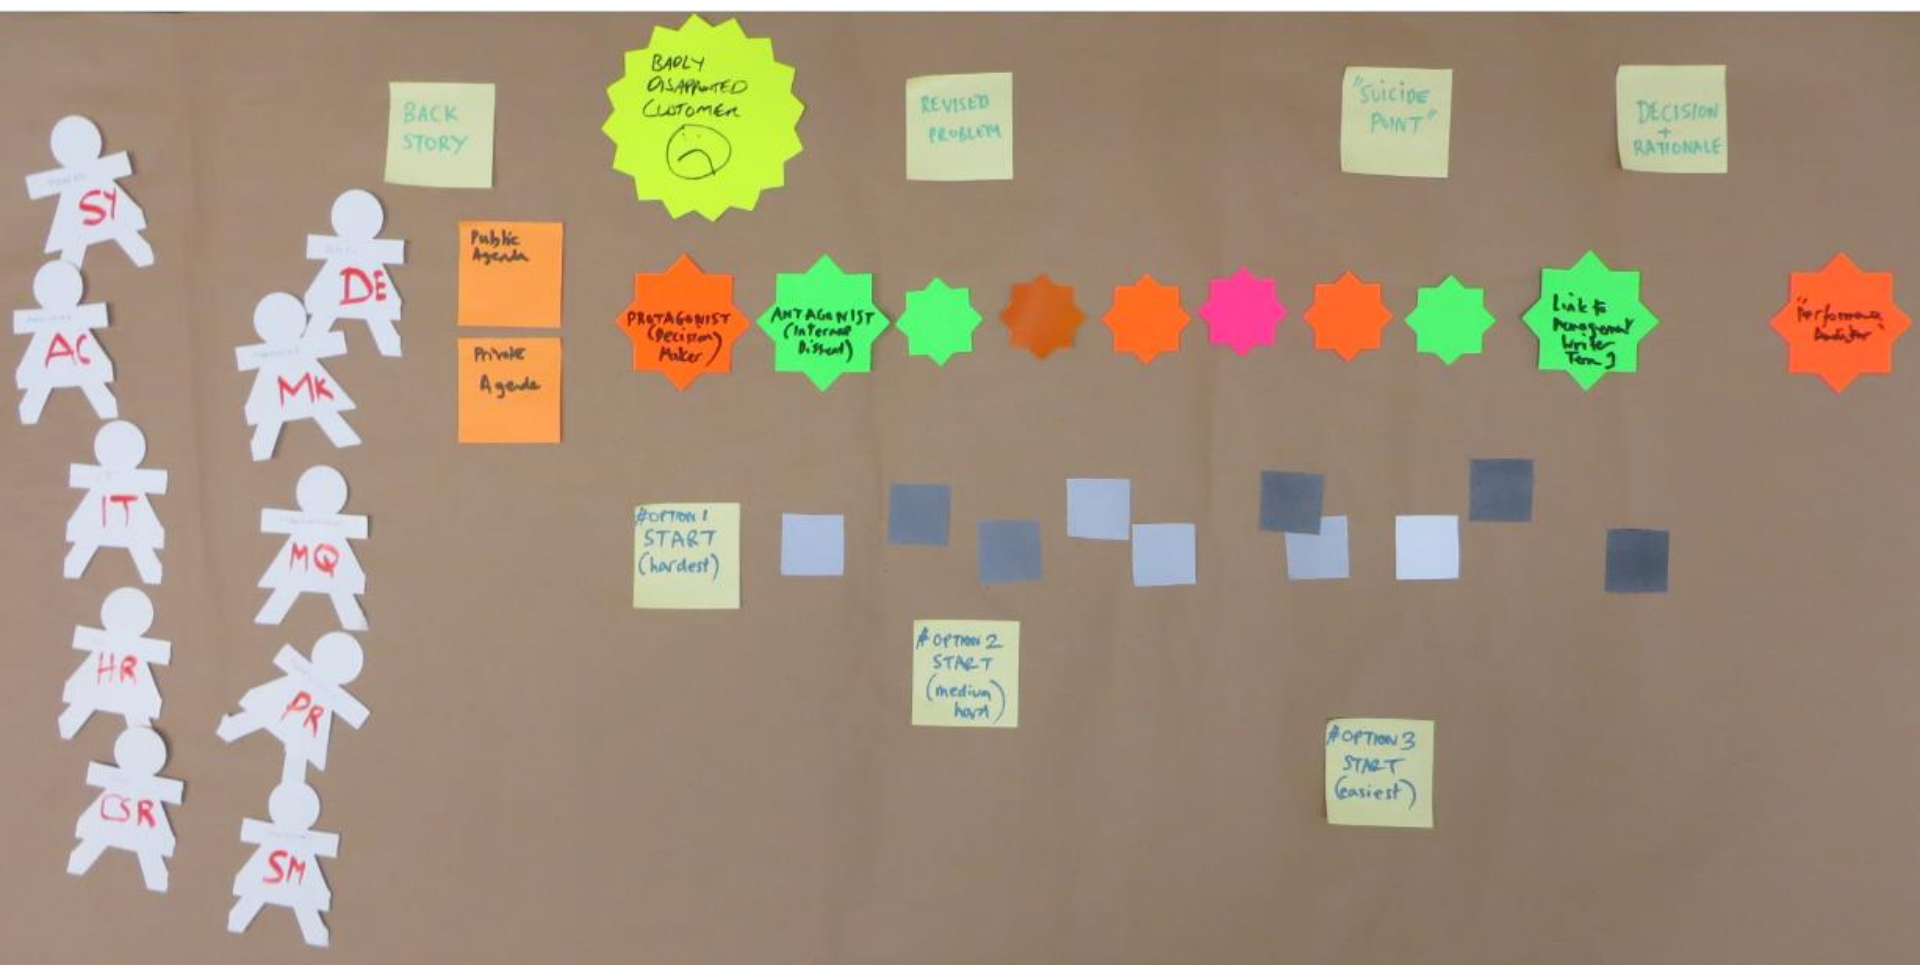 BACK
STORY
BADLY
DISAPPOINTED
CUSTOMER
REVISED
PROBLEM
"SUICIDE
POINT"
DECISION
+
RATIONALE
SY
AC
IT
HR
CSR
DE
MK
MQ
PR
SM
Public
Agenda
Private
Agenda
PROTAGONIST
(Decision
Maker)
ANTAGONIST
(Internal
Dissent)
Link to
Management
Writer
"Performance
#OPTION 1
START
(hardest)
#OPTION 2
START
(medium
hard)
#OPTION 3
START
(easiest)